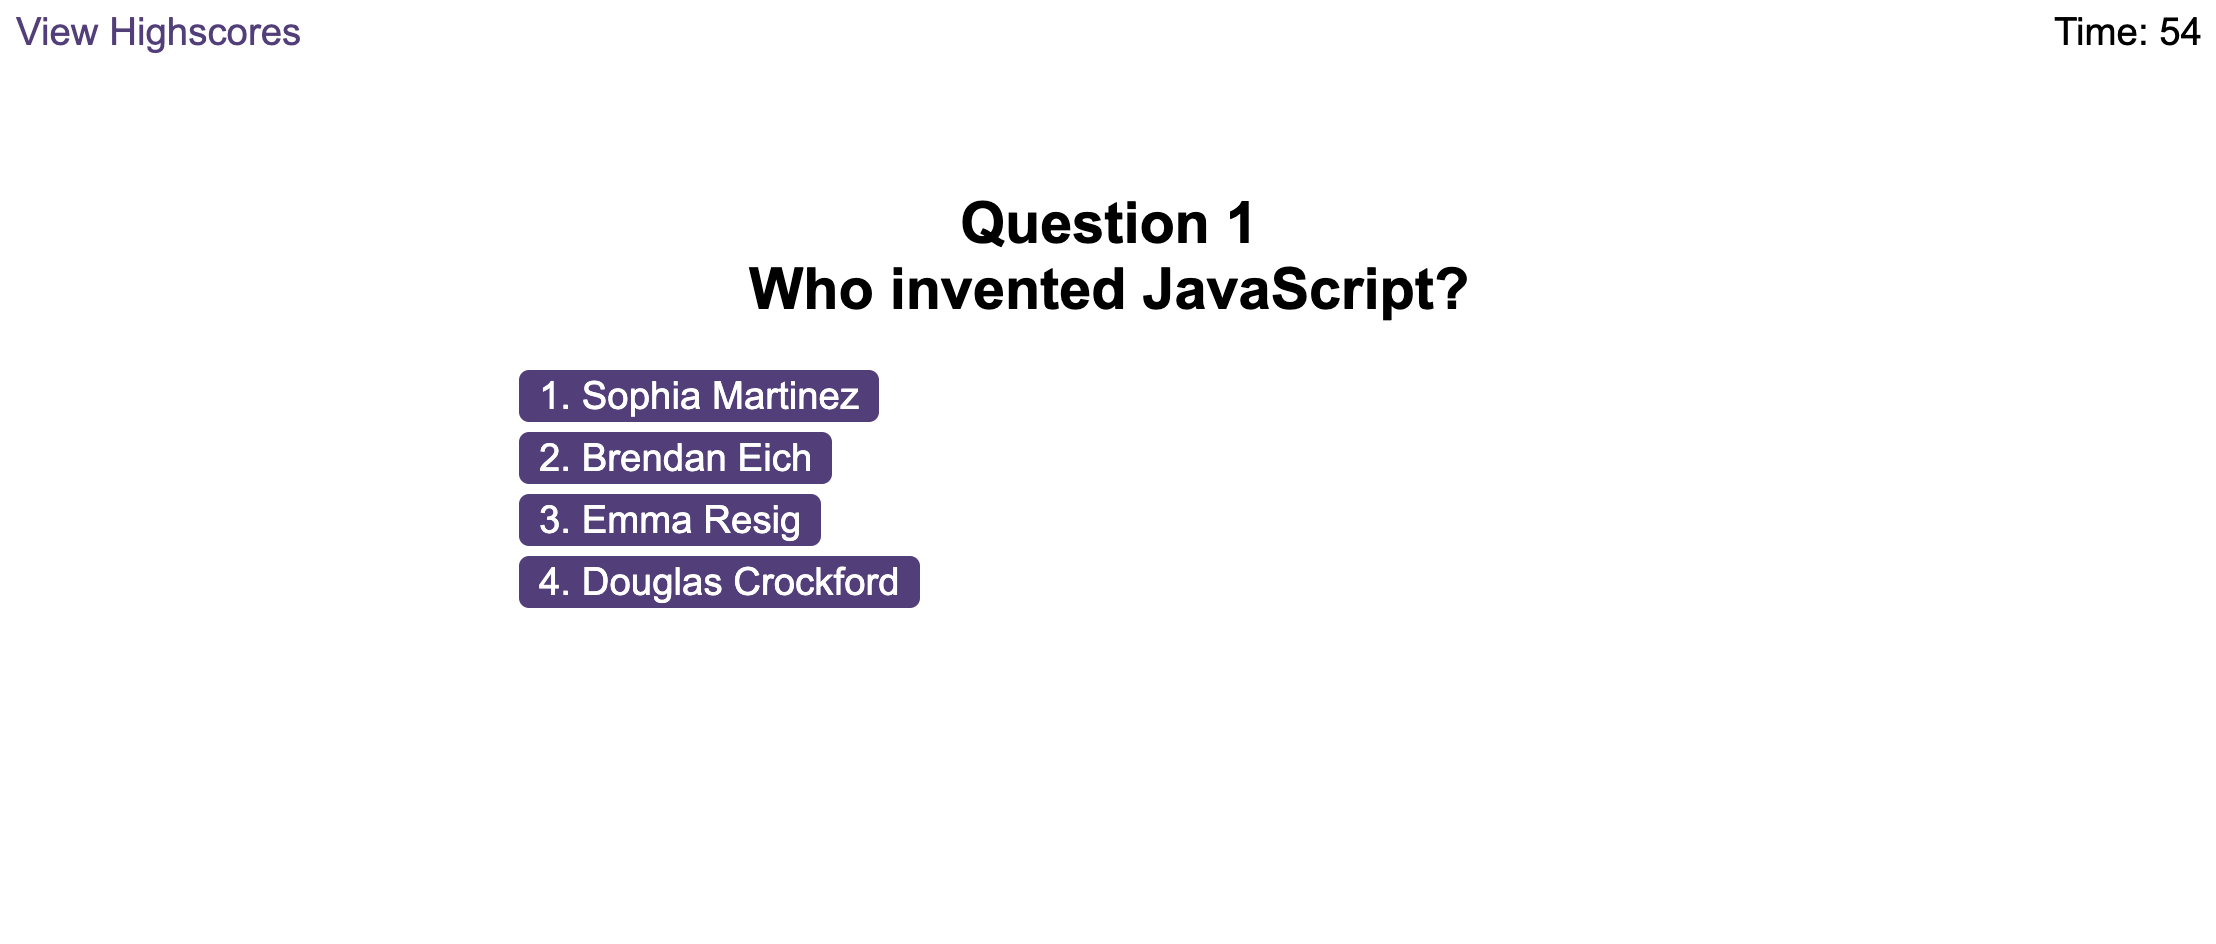 View Highscores
Time: 54
Question 1
Who invented JavaScript?
1. Sophia Martinez
2. Brendan Eich
3. Emma Resig
4. Douglas Crockford